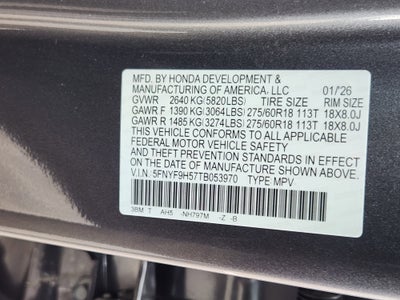 MFD. BY HONDA DEVELOPMENT &
MANUFACTURING OF AMERICA, LLC 01/'26
GVWR 2640 KG(5820LBS) TIRE SIZE RIM SIZE
GAWR F 1390 KG(3064LBS)275/60R18 113T 18X8.0J
GAWR R 1485 KG(3274LBS)275/60R18 113T 18X8.0J
THIS VEHICLE CONFORMS TO ALL APPLICABLE
FEDERAL MOTOR VEHICLE SAFETY
STANDARDS IN EFFECT ON THE
DATE OF MANUFACTURE SHOWN ABOVE.
V.I.N. 5FNYF9H57TB053970 TYPE MPV
3BM T AH5 -NH797M -Z -B